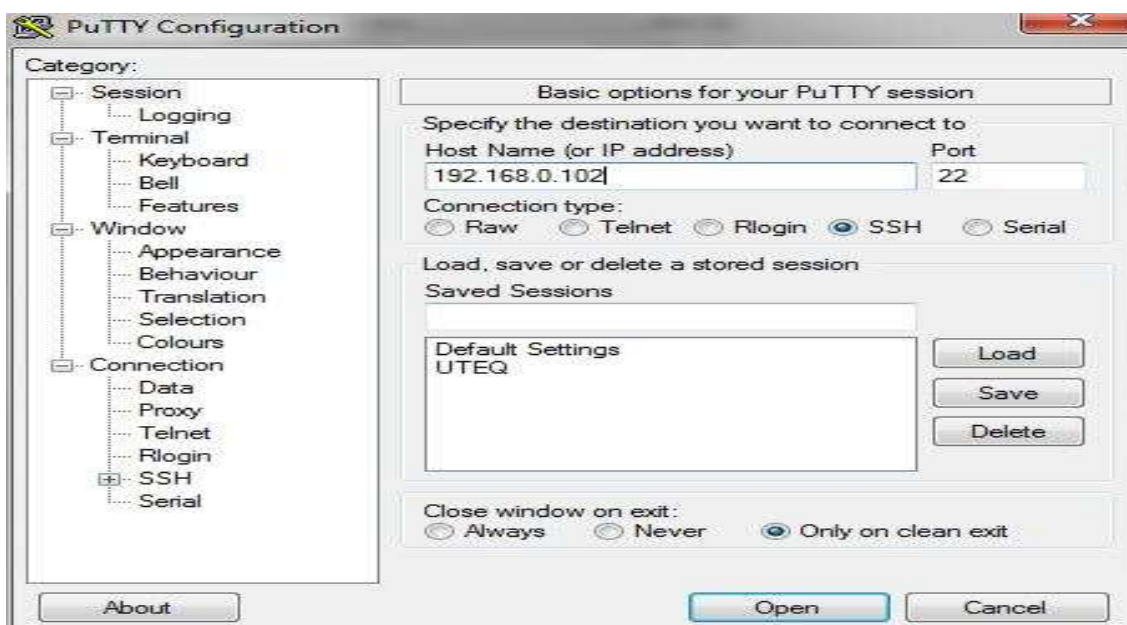 PuTTY Configuration
Category:
Session
Logging
Terminal
Keyboard
Bell
Features
Window
Appearance
Behaviour
Translation
Selection
Colours
Connection
Data
Proxy
Telnet
Rlogin
SSH
Serial
Basic options for your PuTTY session
Specify the destination you want to connect to
Host Name (or IP address) Port
192.168.0.102 22
Connection type:
Raw Telnet Rlogin SSH Serial
Load, save or delete a stored session
Saved Sessions
Default Settings
UTEQ
Load
Save
Delete
Close window on exit:
Always Never Only on clean exit
About Open Cancel